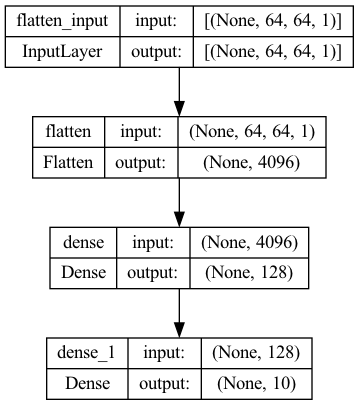 flatten_input input: [(None, 64, 64, 1)]
InputLayer output: [(None, 64, 64, 1)]
flatten input: (None, 64, 64, 1)
Flatten output: (None, 4096)
dense input: (None, 4096)
Dense output: (None, 128)
dense_1 input: (None, 128)
Dense output: (None, 10)